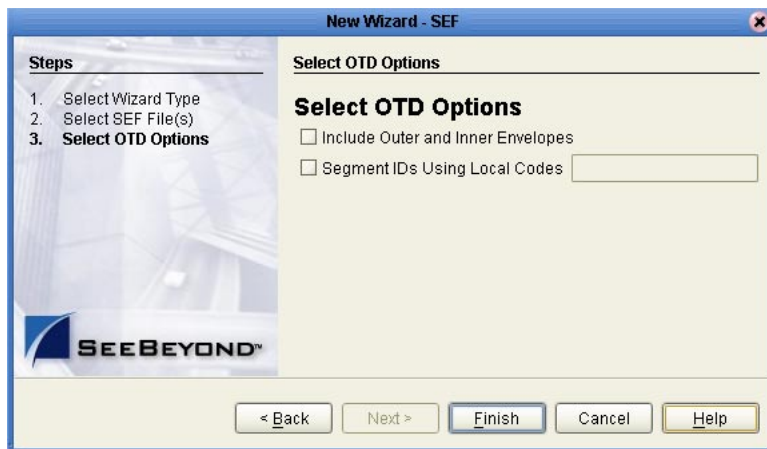 New Wizard - SEF
Steps
1. Select Wizard Type
2. Select SEF File(s)
3. Select OTD Options
SEEBEYOND™
Select OTD Options
Select OTD Options
Include Outer and Inner Envelopes
Segment IDs Using Local Codes
< Back Next > Finish Cancel Help